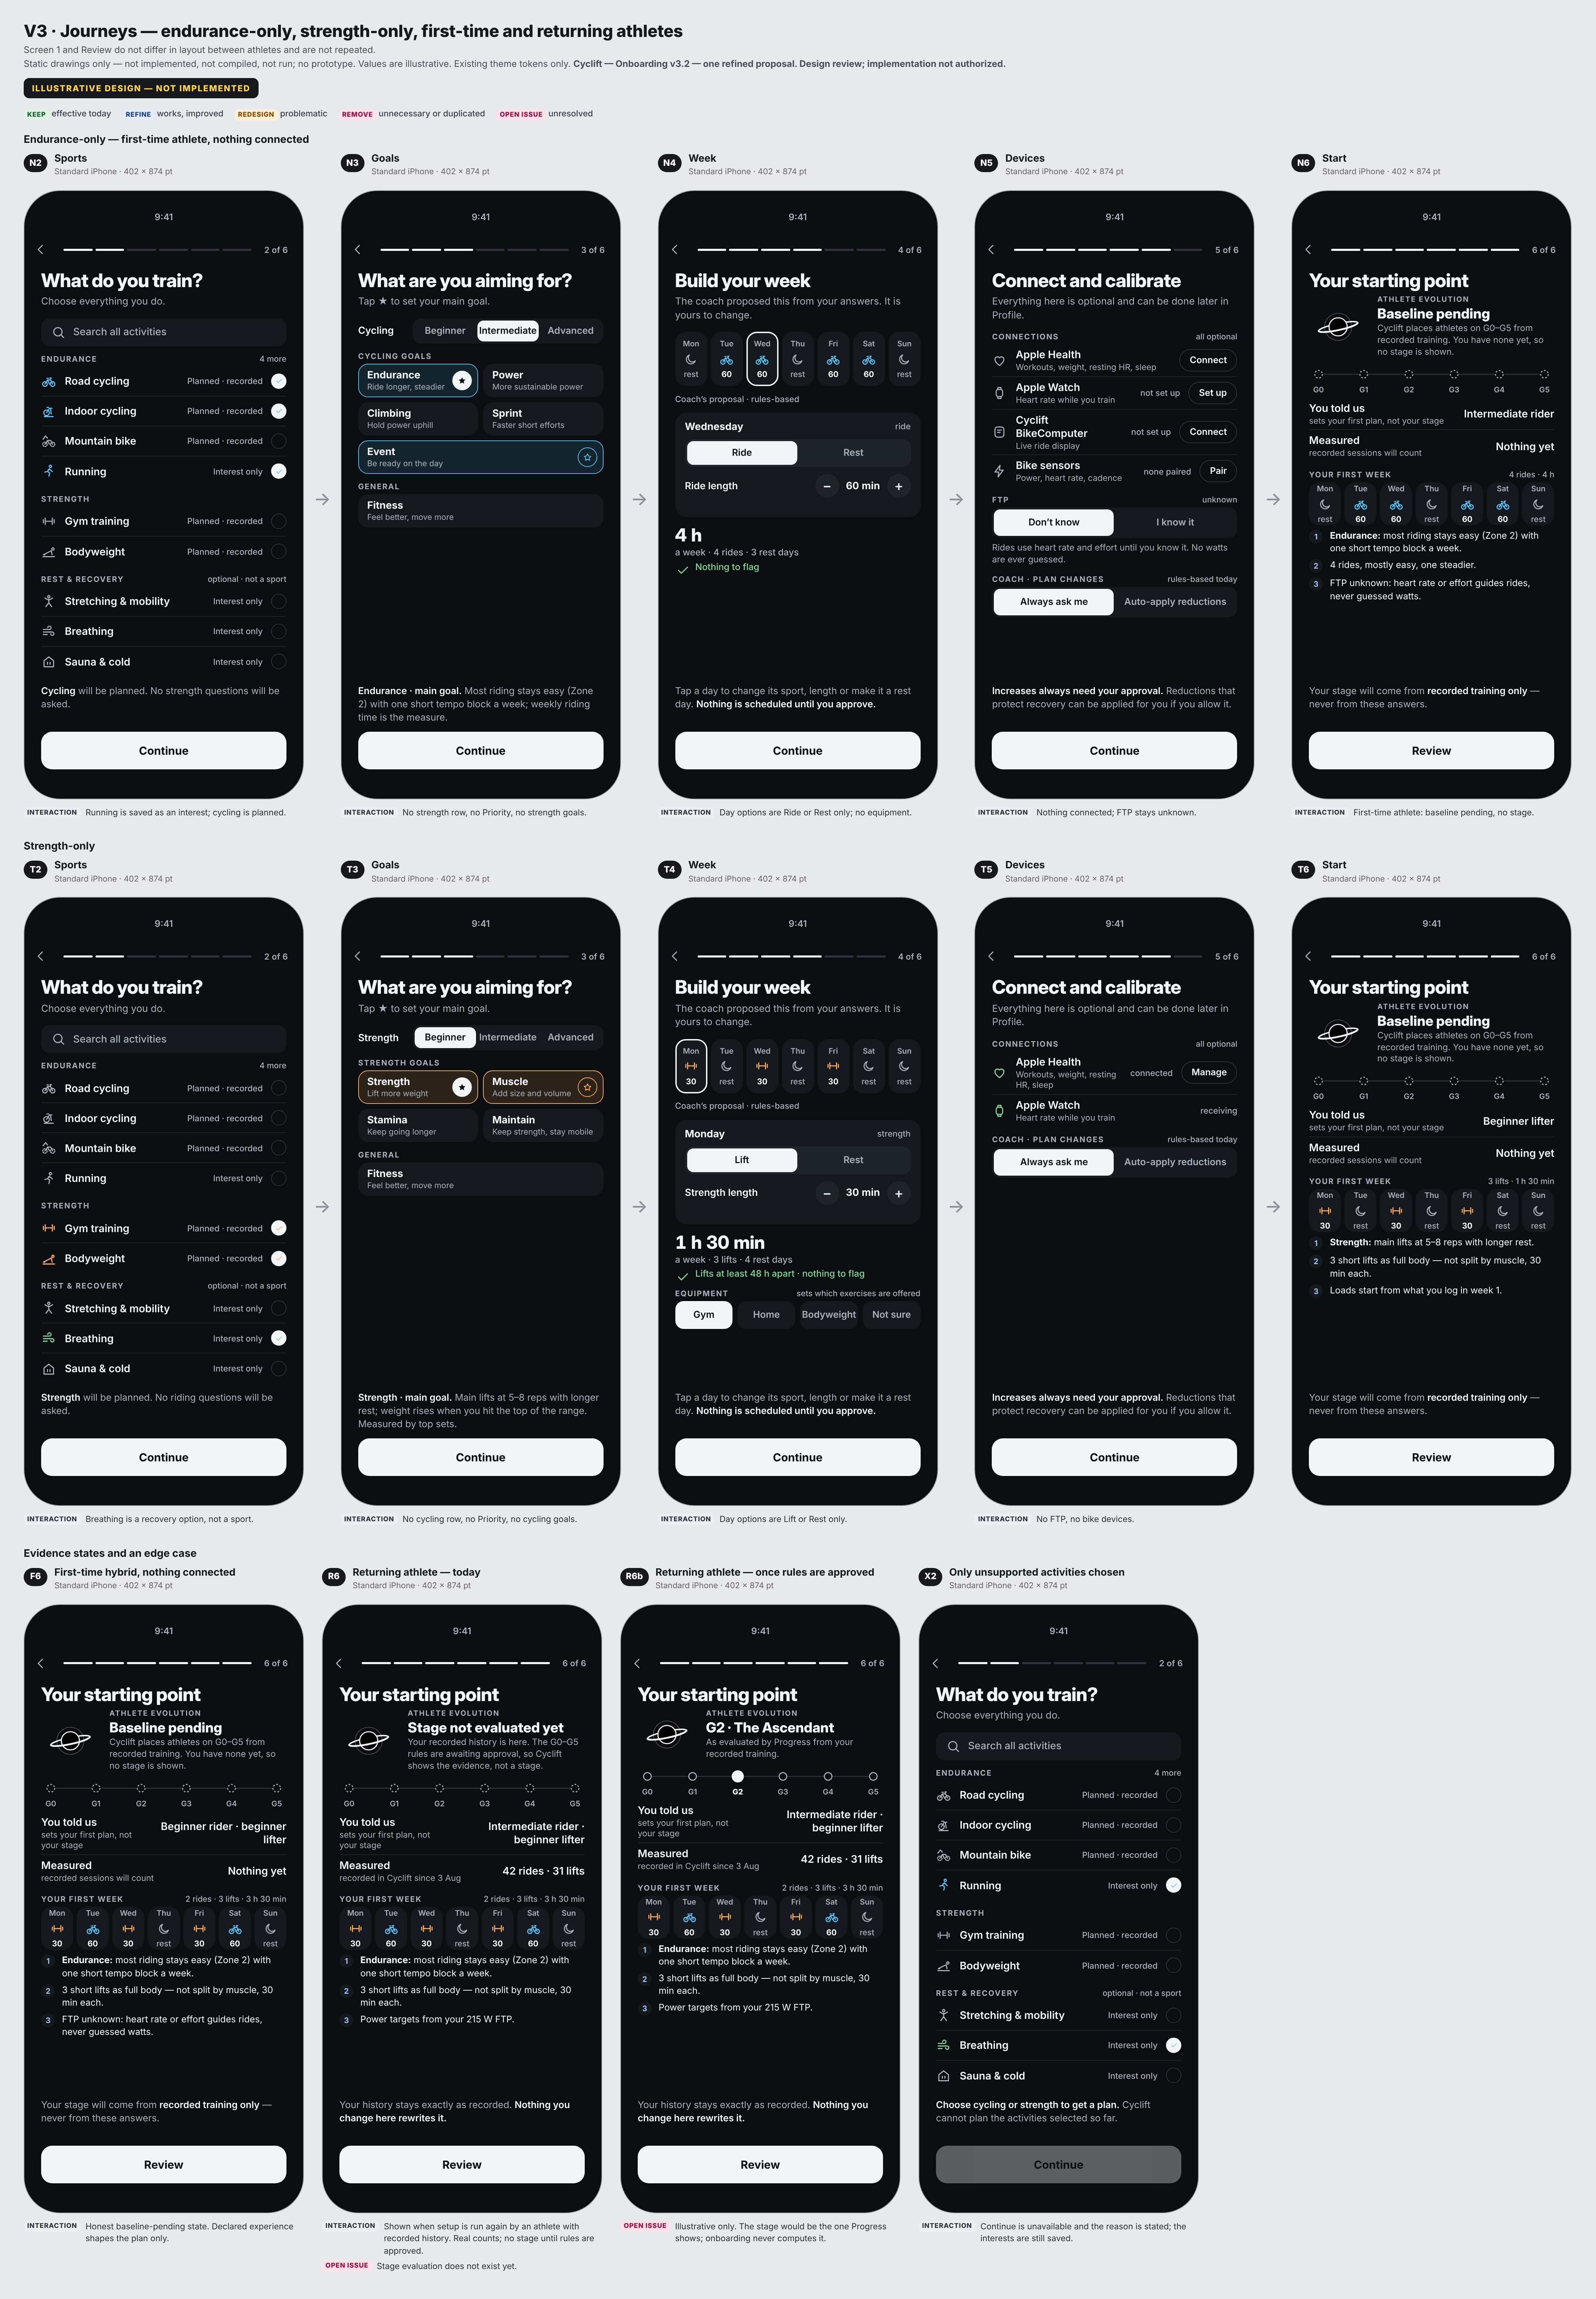 V3 · Journeys — endurance-only, strength-only, first-time and returning athletes
Screen 1 and Review do not differ in layout between athletes and are not repeated.
Static drawings only — not implemented, not compiled, not run; no prototype. Values are illustrative. Existing theme tokens only. Cyclift — Onboarding v3.2 — one refined proposal. Design review; implementation not authorized.
ILLUSTRATIVE DESIGN — NOT IMPLEMENTED
KEEP effective today REFINE works, improved REDESIGN problematic REMOVE unnecessary or duplicated OPEN ISSUE unresolved
Endurance-only — first-time athlete, nothing connected
N2 Sports
Standard iPhone · 402 × 874 pt
9:41
2 of 6
What do you train?
Choose everything you do.
Search all activities
ENDURANCE 4 more
Road cycling Planned · recorded
Indoor cycling Planned · recorded
Mountain bike Planned · recorded
Running Interest only
STRENGTH
Gym training Planned · recorded
Bodyweight Planned · recorded
REST & RECOVERY optional · not a sport
Stretching & mobility Interest only
Breathing Interest only
Sauna & cold Interest only
Cycling will be planned. No strength questions will be
asked.
Continue
INTERACTION Running is saved as an interest; cycling is planned.
N3 Goals
Standard iPhone · 402 × 874 pt
9:41
3 of 6
What are you aiming for?
Tap ★ to set your main goal.
Cycling Beginner Intermediate Advanced
CYCLING GOALS
Endurance
Ride longer, steadier
Power
More sustainable power
Climbing
Hold power uphill
Sprint
Faster short efforts
Event
Be ready on the day
GENERAL
Fitness
Feel better, move more
Endurance · main goal. Most riding stays easy (Zone
2) with one short tempo block a week; weekly riding
time is the measure.
Continue
INTERACTION No strength row, no Priority, no strength goals.
N4 Week
Standard iPhone · 402 × 874 pt
9:41
4 of 6
Build your week
The coach proposed this from your answers. It is
yours to change.
Mon Tue Wed Thu Fri Sat Sun
rest 60 60 rest 60 60 rest
Coach's proposal · rules-based
Wednesday ride
Ride Rest
Ride length − 60 min +
4 h
a week · 4 rides · 3 rest days
Nothing to flag
Tap a day to change its sport, length or make it a rest
day. Nothing is scheduled until you approve.
Continue
INTERACTION Day options are Ride or Rest only; no equipment.
N5 Devices
Standard iPhone · 402 × 874 pt
9:41
5 of 6
Connect and calibrate
Everything here is optional and can be done later in
Profile.
CONNECTIONS all optional
Apple Health
Workouts, weight, resting HR, sleep
Connect
Apple Watch
Heart rate while you train
not set up Set up
Cyclift
BikeComputer
Live ride display
not set up Connect
Bike sensors
Power, heart rate, cadence
none paired Pair
FTP unknown
Don't know I know it
Rides use heart rate and effort until you know it. No watts
are ever guessed.
COACH · PLAN CHANGES rules-based today
Always ask me Auto-apply reductions
Increases always need your approval. Reductions that
protect recovery can be applied for you if you allow it.
Continue
INTERACTION Nothing connected; FTP stays unknown.
N6 Start
Standard iPhone · 402 × 874 pt
9:41
6 of 6
Your starting point
ATHLETE EVOLUTION
Baseline pending
Cyclift places athletes on G0–G5 from
recorded training. You have none yet, so
no stage is shown.
G0 G1 G2 G3 G4 G5
You told us
sets your first plan, not your stage
Intermediate rider
Measured
recorded sessions will count
Nothing yet
YOUR FIRST WEEK 4 rides · 4 h
Mon Tue Wed Thu Fri Sat Sun
rest 60 60 rest 60 60 rest
1 Endurance: most riding stays easy (Zone 2) with
one short tempo block a week.
2 4 rides, mostly easy, one steadier.
3 FTP unknown: heart rate or effort guides rides,
never guessed watts.
Your stage will come from recorded training only —
never from these answers.
Review
INTERACTION First-time athlete: baseline pending, no stage.
Strength-only
T2 Sports
Standard iPhone · 402 × 874 pt
9:41
2 of 6
What do you train?
Choose everything you do.
Search all activities
ENDURANCE 4 more
Road cycling Planned · recorded
Indoor cycling Planned · recorded
Mountain bike Planned · recorded
Running Interest only
STRENGTH
Gym training Planned · recorded
Bodyweight Planned · recorded
REST & RECOVERY optional · not a sport
Stretching & mobility Interest only
Breathing Interest only
Sauna & cold Interest only
Strength will be planned. No riding questions will be
asked.
Continue
INTERACTION Breathing is a recovery option, not a sport.
T3 Goals
Standard iPhone · 402 × 874 pt
9:41
3 of 6
What are you aiming for?
Tap ★ to set your main goal.
Strength Beginner Intermediate Advanced
STRENGTH GOALS
Strength
Lift more weight
Muscle
Add size and volume
Stamina
Keep going longer
Maintain
Keep strength, stay mobile
GENERAL
Fitness
Feel better, move more
Strength · main goal. Main lifts at 5–8 reps with longer
rest; weight rises when you hit the top of the range.
Measured by top sets.
Continue
INTERACTION No cycling row, no Priority, no cycling goals.
T4 Week
Standard iPhone · 402 × 874 pt
9:41
4 of 6
Build your week
The coach proposed this from your answers. It is
yours to change.
Mon Tue Wed Thu Fri Sat Sun
30 rest 30 rest 30 rest rest
Coach's proposal · rules-based
Monday strength
Lift Rest
Strength length − 30 min +
1 h 30 min
a week · 3 lifts · 4 rest days
Lifts at least 48 h apart · nothing to flag
EQUIPMENT sets which exercises are offered
Gym Home Bodyweight Not sure
Tap a day to change its sport, length or make it a rest
day. Nothing is scheduled until you approve.
Continue
INTERACTION Day options are Lift or Rest only.
T5 Devices
Standard iPhone · 402 × 874 pt
9:41
5 of 6
Connect and calibrate
Everything here is optional and can be done later in
Profile.
CONNECTIONS all optional
Apple Health
Workouts, weight, resting
HR, sleep
connected Manage
Apple Watch
Heart rate while you train
receiving
COACH · PLAN CHANGES rules-based today
Always ask me Auto-apply reductions
Increases always need your approval. Reductions that
protect recovery can be applied for you if you allow it.
Continue
INTERACTION No FTP, no bike devices.
T6 Start
Standard iPhone · 402 × 874 pt
9:41
6 of 6
Your starting point
ATHLETE EVOLUTION
Baseline pending
Cyclift places athletes on G0–G5 from
recorded training. You have none yet, so
no stage is shown.
G0 G1 G2 G3 G4 G5
You told us
sets your first plan, not your stage
Beginner lifter
Measured
recorded sessions will count
Nothing yet
YOUR FIRST WEEK 3 lifts · 1 h 30 min
Mon Tue Wed Thu Fri Sat Sun
30 rest 30 rest 30 rest rest
1 Strength: main lifts at 5–8 reps with longer rest.
2 3 short lifts as full body — not split by muscle, 30
min each.
3 Loads start from what you log in week 1.
Your stage will come from recorded training only —
never from these answers.
Review
Evidence states and an edge case
F6 First-time hybrid, nothing connected
Standard iPhone · 402 × 874 pt
9:41
6 of 6
Your starting point
ATHLETE EVOLUTION
Baseline pending
Cyclift places athletes on G0–G5 from
recorded training. You have none yet, so
no stage is shown.
G0 G1 G2 G3 G4 G5
You told us
sets your first plan, not
your stage
Beginner rider · beginner
lifter
Measured
recorded sessions will count
Nothing yet
YOUR FIRST WEEK 2 rides · 3 lifts · 3 h 30 min
Mon Tue Wed Thu Fri Sat Sun
30 60 30 rest 30 60 rest
1 Endurance: most riding stays easy (Zone 2) with
one short tempo block a week.
2 3 short lifts as full body — not split by muscle, 30
min each.
3 FTP unknown: heart rate or effort guides rides,
never guessed watts.
Your stage will come from recorded training only —
never from these answers.
Review
INTERACTION Honest baseline-pending state. Declared experience
shapes the plan only.
R6 Returning athlete — today
Standard iPhone · 402 × 874 pt
9:41
6 of 6
Your starting point
ATHLETE EVOLUTION
Stage not evaluated yet
Your recorded history is here. The G0–G5
rules are awaiting approval, so Cyclift
shows the evidence, not a stage.
G0 G1 G2 G3 G4 G5
You told us
sets your first plan, not
your stage
Intermediate rider ·
beginner lifter
Measured
recorded in Cyclift since 3 Aug
42 rides · 31 lifts
YOUR FIRST WEEK 2 rides · 3 lifts · 3 h 30 min
Mon Tue Wed Thu Fri Sat Sun
30 60 30 rest 30 60 rest
1 Endurance: most riding stays easy (Zone 2) with
one short tempo block a week.
2 3 short lifts as full body — not split by muscle, 30
min each.
3 Power targets from your 215 W FTP.
Your history stays exactly as recorded. Nothing you
change here rewrites it.
Review
INTERACTION Shown when setup is run again by an athlete with
recorded history. Real counts; no stage until rules are
approved.
OPEN ISSUE Stage evaluation does not exist yet.
R6b Returning athlete — once rules are approved
Standard iPhone · 402 × 874 pt
9:41
6 of 6
Your starting point
ATHLETE EVOLUTION
G2 · The Ascendant
As evaluated by Progress from your
recorded training.
G0 G1 G2 G3 G4 G5
You told us
sets your first plan, not
your stage
Intermediate rider ·
beginner lifter
Measured
recorded in Cyclift since 3 Aug
42 rides · 31 lifts
YOUR FIRST WEEK 2 rides · 3 lifts · 3 h 30 min
Mon Tue Wed Thu Fri Sat Sun
30 60 30 rest 30 60 rest
1 Endurance: most riding stays easy (Zone 2) with
one short tempo block a week.
2 3 short lifts as full body — not split by muscle, 30
min each.
3 Power targets from your 215 W FTP.
Your history stays exactly as recorded. Nothing you
change here rewrites it.
Review
OPEN ISSUE Illustrative only. The stage would be the one Progress
shows; onboarding never computes it.
X2 Only unsupported activities chosen
Standard iPhone · 402 × 874 pt
9:41
2 of 6
What do you train?
Choose everything you do.
Search all activities
ENDURANCE 4 more
Road cycling Planned · recorded
Indoor cycling Planned · recorded
Mountain bike Planned · recorded
Running Interest only
STRENGTH
Gym training Planned · recorded
Bodyweight Planned · recorded
REST & RECOVERY optional · not a sport
Stretching & mobility Interest only
Breathing Interest only
Sauna & cold Interest only
Choose cycling or strength to get a plan. Cyclift
cannot plan the activities selected so far.
Continue
INTERACTION Continue is unavailable and the reason is stated; the
interests are still saved.